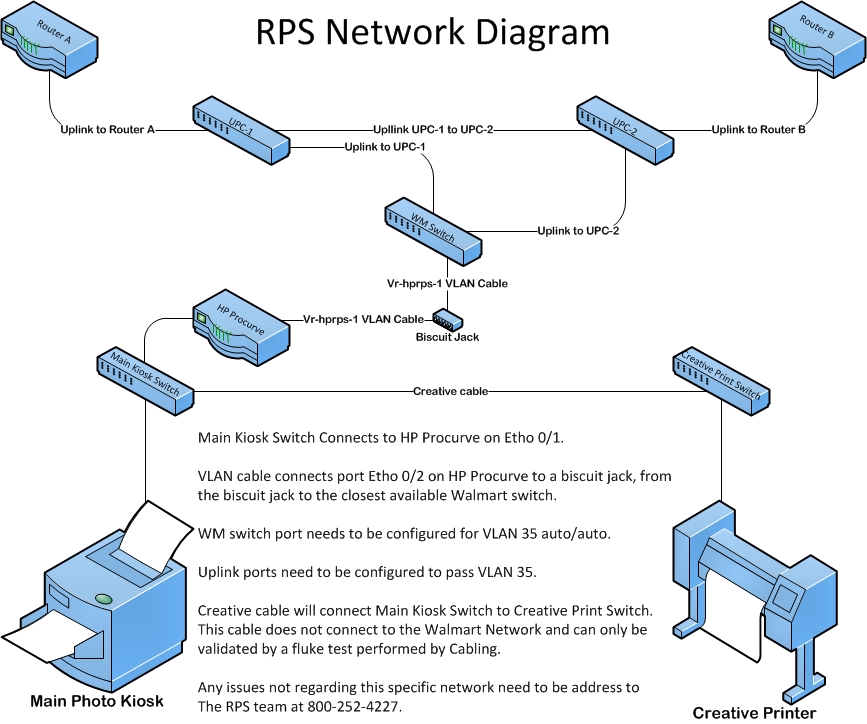 RPS Network Diagram
Router A
Router B
UPC-1
UPC-2
Uplink to Router A
Upllink UPC-1 to UPC-2
Uplink to Router B
Uplink to UPC-1
WM Switch
Uplink to UPC-2
Vr-hprps-1 VLAN Cable
HP Procurve
Vr-hprps-1 VLAN Cable
Biscuit Jack
Main Kiosk Switch
Creative cable
Creative Print Switch
Main Kiosk Switch Connects to HP Procurve on Etho 0/1.
VLAN cable connects port Etho 0/2 on HP Procurve to a biscuit jack, from
the biscuit jack to the closest available Walmart switch.
WM switch port needs to be configured for VLAN 35 auto/auto.
Uplink ports need to be configured to pass VLAN 35.
Creative cable will connect Main Kiosk Switch to Creative Print Switch.
This cable does not connect to the Walmart Network and can only be
validated by a fluke test performed by Cabling.
Any issues not regarding this specific network need to be address to
The RPS team at 800-252-4227.
Main Photo Kiosk
Creative Printer